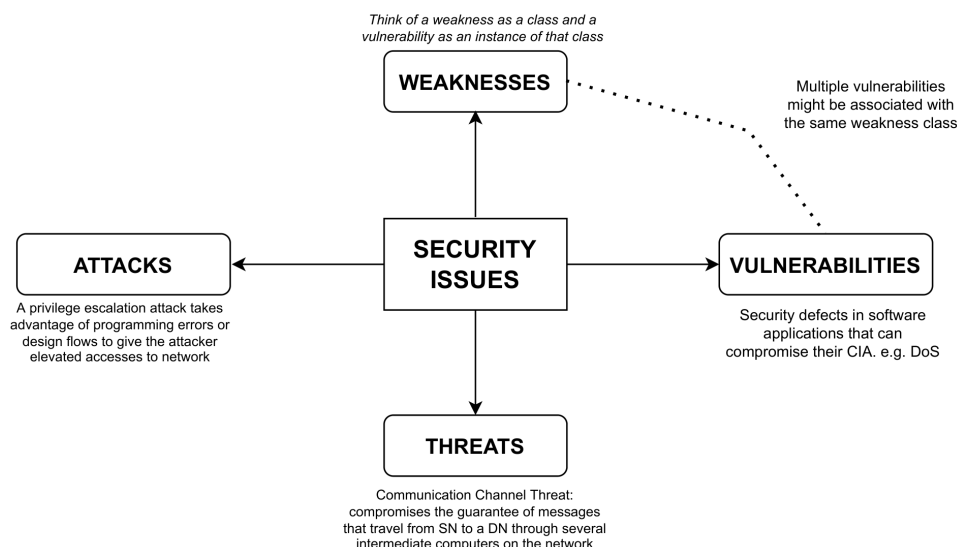 Think of a weakness as a class and a
vulnerability as an instance of that class
WEAKNESSES
Multiple vulnerabilities
might be associated with
the same weakness class
SECURITY
ISSUES
ATTACKS
A privilege escalation attack takes
advantage of programming errors or
design flows to give the attacker
elevated accesses to network
VULNERABILITIES
Security defects in software
applications that can
compromise their CIA. e.g. DoS
THREATS
Communication Channel Threat:
compromises the guarantee of messages
that travel from SN to a DN through several
intermediate computers on the network